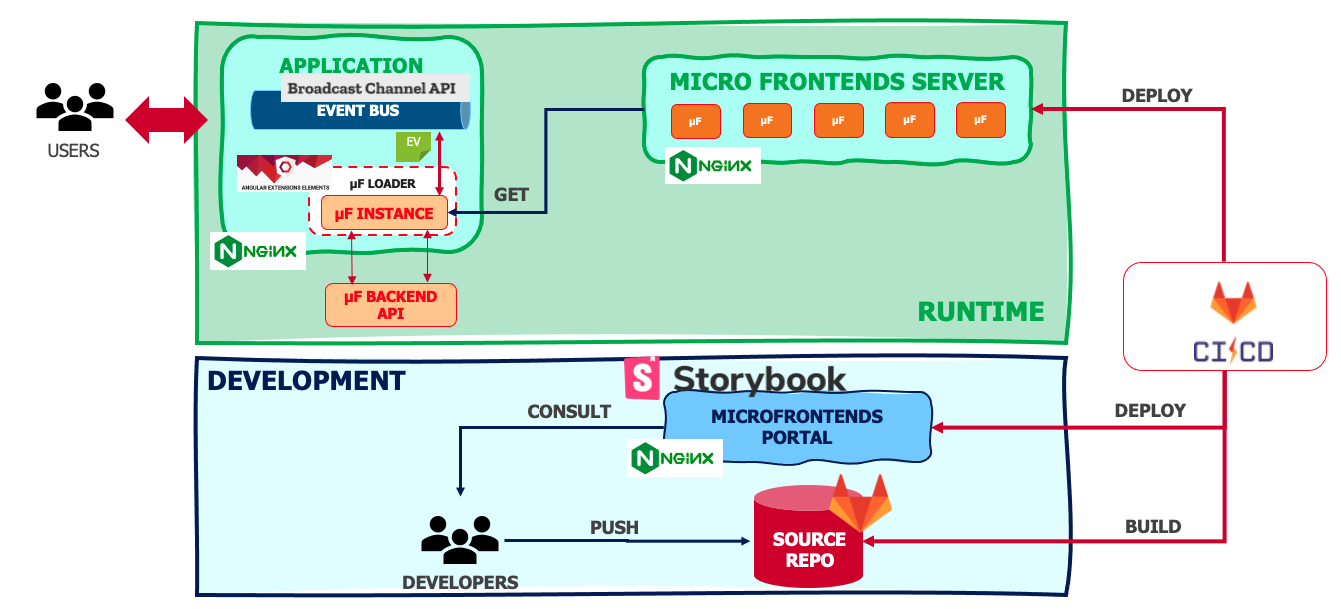 APPLICATION
Broadcast Channel API
EVENT BUS
EV
ANGULAR EXTENSIONS ELEMENTS
µF LOADER
µF INSTANCE
NGINX
µF BACKEND
API
USERS
GET
MICRO FRONTENDS SERVER
µF
µF
µF
µF
µF
NGINX
DEPLOY
RUNTIME
CI/CD
DEVELOPMENT
S Storybook
MICROFRONTENDS
PORTAL
NGINX
CONSULT
DEPLOY
DEVELOPERS
PUSH
SOURCE
REPO
BUILD